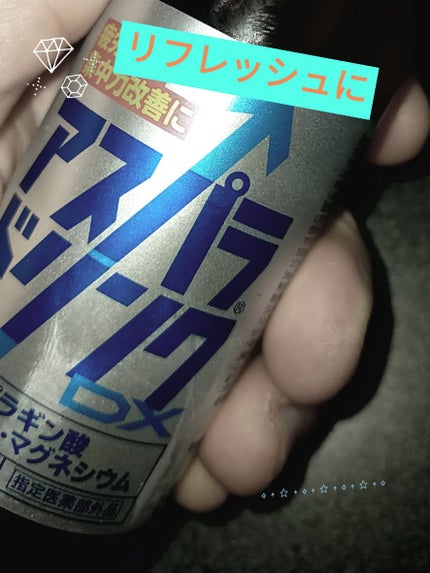 リフレッシュに
集中力改善に
アスパラ
ドリンク
DX
ラギン酸
・マグネシウム
指定医薬部外品